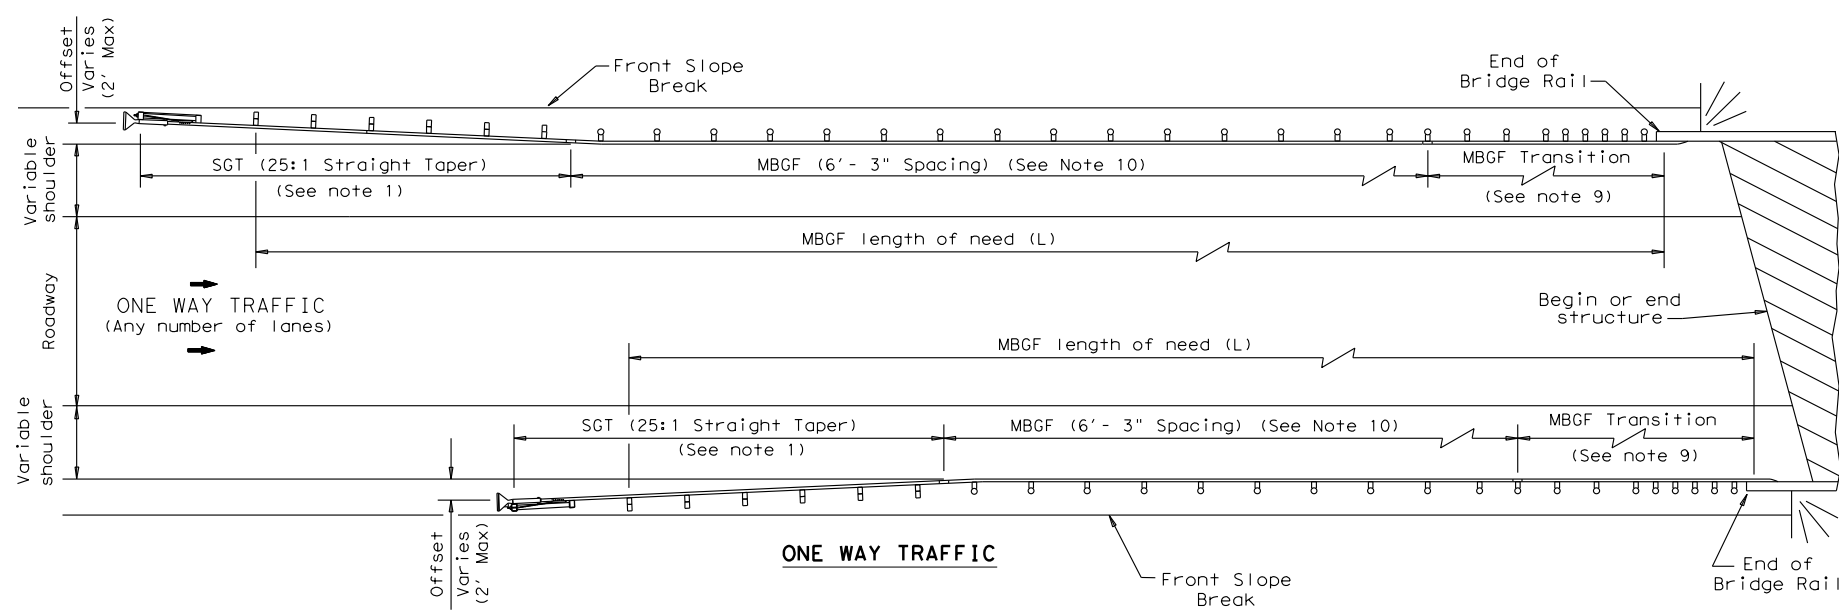 Offset
Varies
(2' Max)
Front Slope
Break
End of
Bridge Rail
Variable
shoulder
SGT (25:1 Straight Taper)
(See note 1)
MBGF (6'- 3" Spacing) (See Note 10)
MBGF Transition
(See note 9)
MBGF length of need (L)
Roadway
ONE WAY TRAFFIC
(Any number of lanes)
Begin or end
structure
MBGF length of need (L)
Variable
shoulder
SGT (25:1 Straight Taper)
(See note 1)
MBGF (6'- 3" Spacing) (See Note 10)
MBGF Transition
(See note 9)
Offset
Varies
(2' Max)
ONE WAY TRAFFIC
Front Slope
Break
End of
Bridge Rail